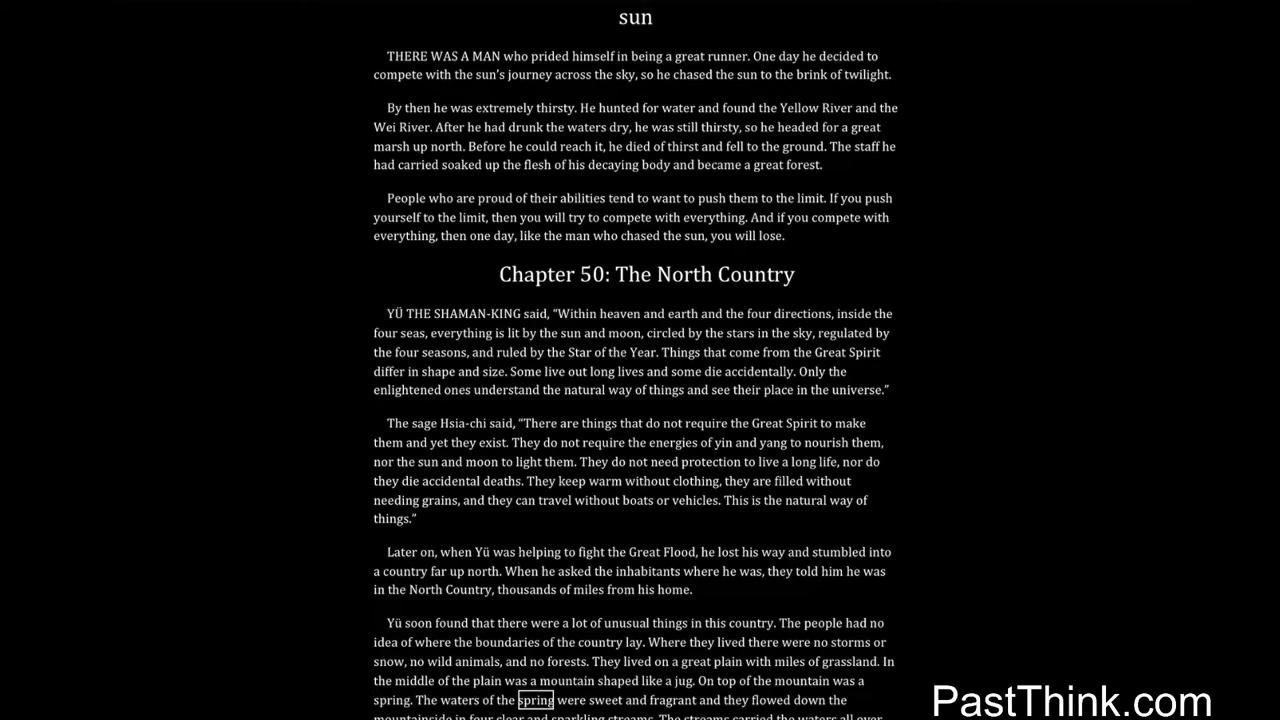 sun
THERE WAS A MAN who prided himself in being a great runner. One day he decided to
compete with the sun's journey across the sky, so he chased the sun to the brink of twilight.
By then he was extremely thirsty. He hunted for water and found the Yellow River and the
Wei River. After he had drunk the waters dry, he was still thirsty, so he headed for a great
marsh up north. Before he could reach it, he died of thirst and fell to the ground. The staff he
had carried soaked up the flesh of his decaying body and became a great forest.
People who are proud of their abilities tend to want to push them to the limit. If you push
yourself to the limit, then you will try to compete with everything. And if you compete with
everything, then one day, like the man who chased the sun, you will lose.
Chapter 50: The North Country
YÜ THE SHAMAN-KING said, “Within heaven and earth and the four directions, inside the
four seas, everything is lit by the sun and moon, circled by the stars in the sky, regulated by
the four seasons, and ruled by the Star of the Year. Things that come from the Great Spirit
differ in shape and size. Some live out long lives and some die accidentally. Only the
enlightened ones understand the natural way of things and see their place in the universe.”
The sage Hsia-chi said, “There are things that do not require the Great Spirit to make
them and yet they exist. They do not require the energies of yin and yang to nourish them,
nor the sun and moon to light them. They do not need protection to live a long life, nor do
they die accidental deaths. They keep warm without clothing, they are filled without
needing grains, and they can travel without boats or vehicles. This is the natural way of
things.”
Later on, when Yü was helping to fight the Great Flood, he lost his way and stumbled into
a country far up north. When he asked the inhabitants where he was, they told him he was
in the North Country, thousands of miles from his home.
Yü soon found that there were a lot of unusual things in this country. The people had no
idea of where the boundaries of the country lay. Where they lived there were no storms or
snow, no wild animals, and no forests. They lived on a great plain with miles of grassland. In
the middle of the plain was a mountain shaped like a jug. On top of the mountain was a
spring. The waters of the spring were sweet and fragrant and they flowed down the
mountainside in four clear and sparkling streams. The streams carried the waters all over
PastThink.com